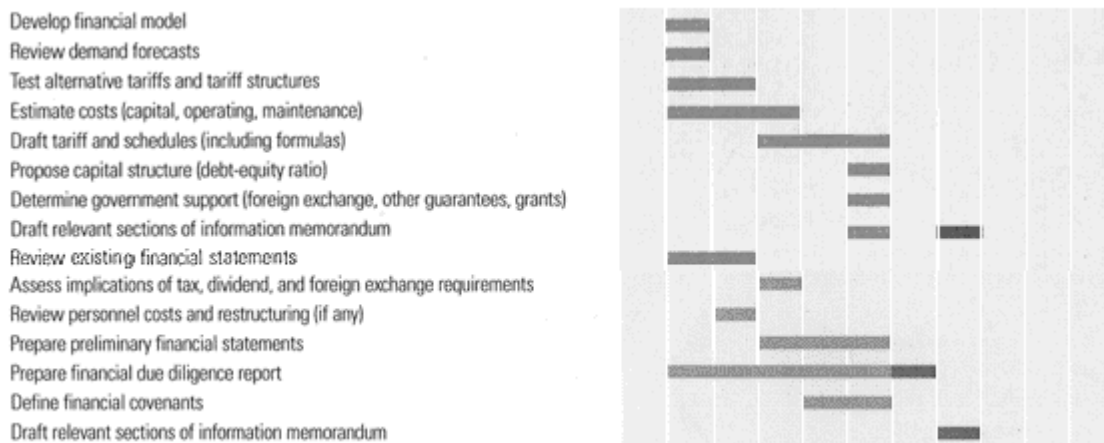 Develop financial model
Review demand forecasts
Test alternative tariffs and tariff structures
Estimate costs (capital, operating, maintenance)
Draft tariff and schedules (including formulas)
Propose capital structure (debt-equity ratio)
Determine government support (foreign exchange, other guarantees, grants)
Draft relevant sections of information memorandum
Review existing financial statements
Assess implications of tax, dividend, and foreign exchange requirements
Review personnel costs and restructuring (if any)
Prepare preliminary financial statements
Prepare financial due diligence report
Define financial covenants
Draft relevant sections of information memorandum